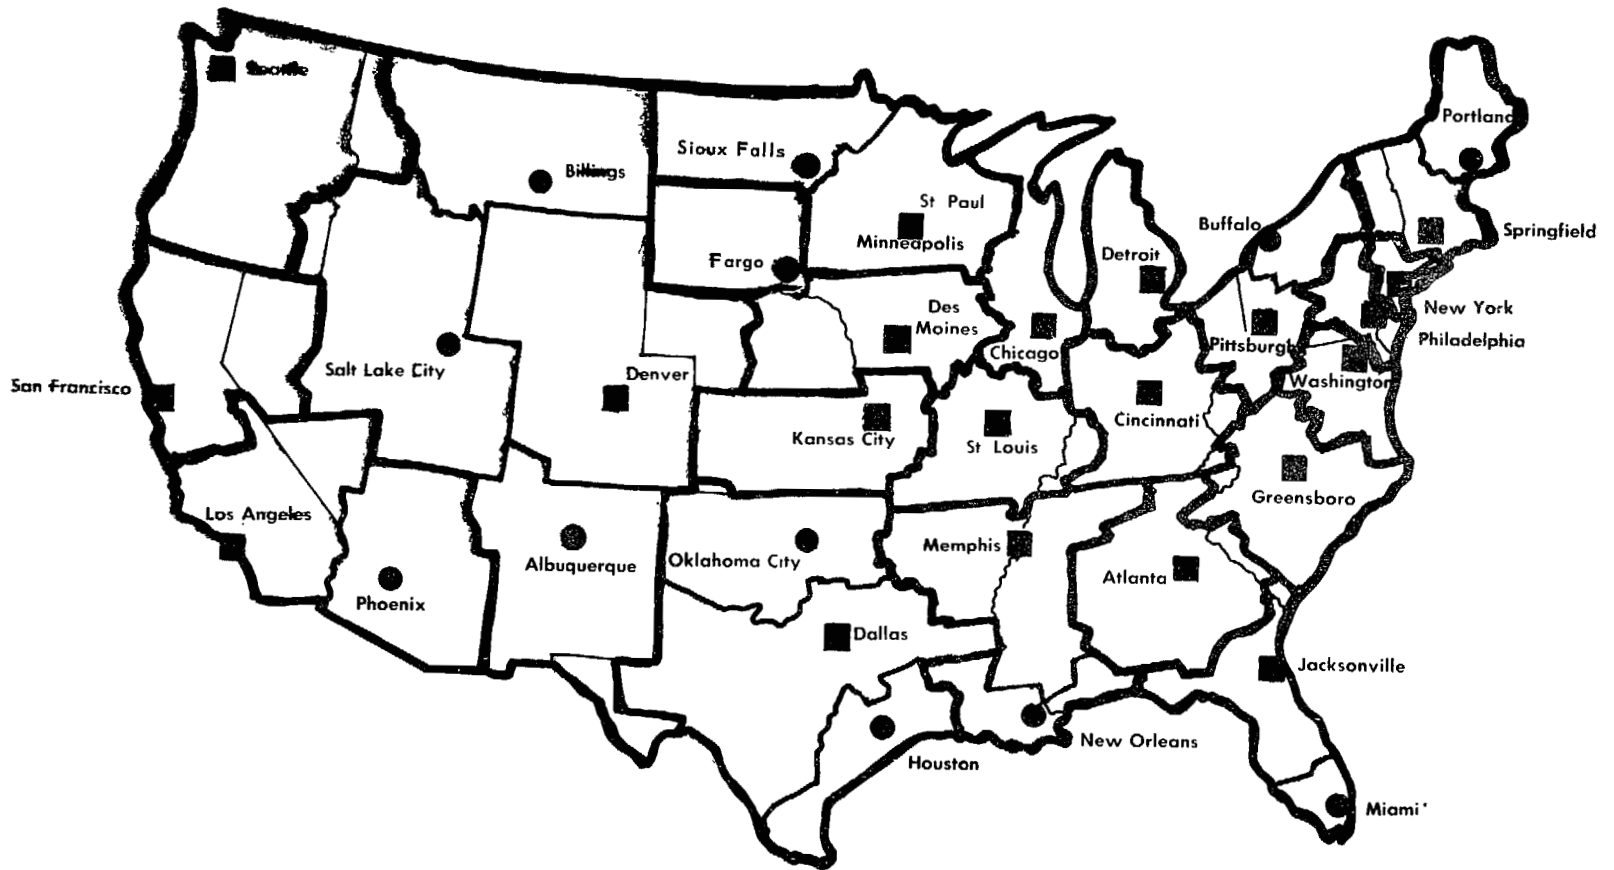 Seattle
Portland
Sioux Falls
Billings
St Paul
Minneapolis
Buffalo
Springfield
Detroit
Fargo
New York
Des
Moines
Philadelphia
Pittsburgh
Chicago
Salt Lake City
Denver
Washington
San Francisco
Cincinnati
Kansas City
St Louis
Greensboro
Los Angeles
Memphis
Oklahoma City
Albuquerque
Atlanta
Phoenix
Dallas
Jacksonville
New Orleans
Houston
Miami